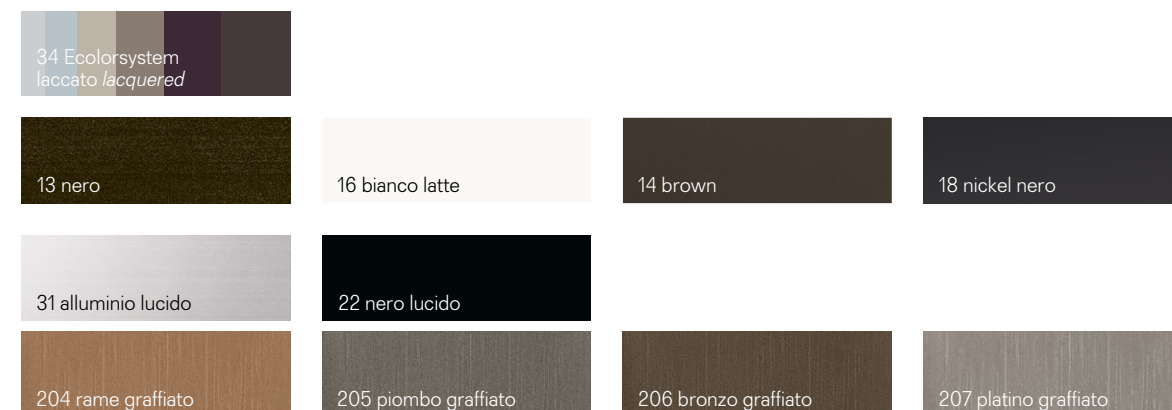 34 Ecolorsystem
laccato lacquered
13 nero
16 bianco latte
14 brown
18 nickel nero
31 alluminio lucido
22 nero lucido
204 rame graffiato
205 piombo graffiato
206 bronzo graffiato
207 platino graffiato